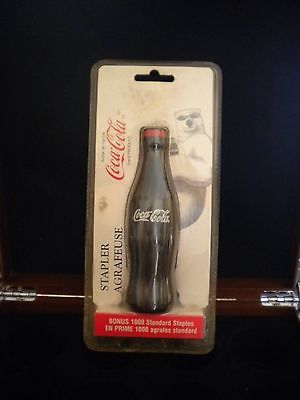 Coca-Cola
STAPLER
AGRAFEUSE
Coca-Cola
BONUS 1000 Standard Staples
EN PRIME 1000 agrafes standard